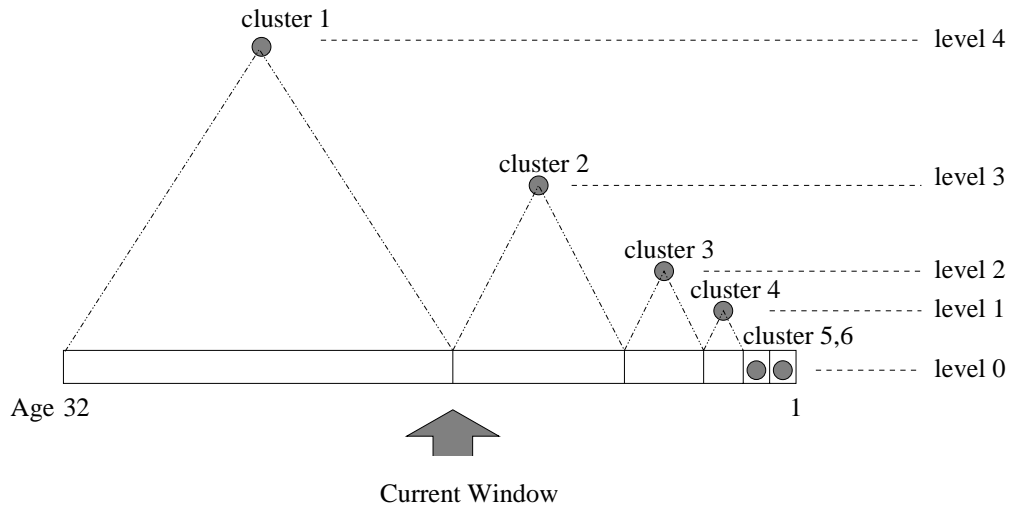 cluster 1
level 4
cluster 2
level 3
cluster 3
level 2
cluster 4
level 1
cluster 5,6
level 0
Age 32
1
Current Window